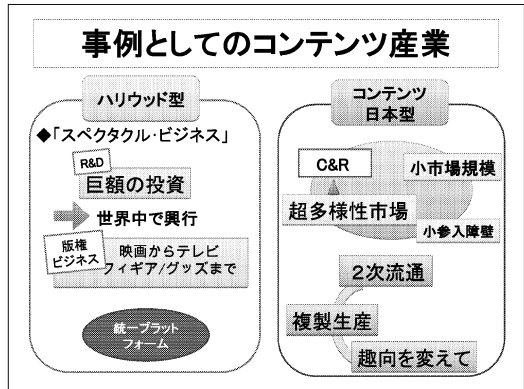 事例としてのコンテンツ産業
ハリウッド型
◆「スペクタクル・ビジネス」
R&D
巨額の投資
世界中で興行
版権
ビジネス
映画からテレビ
フィギア/グッズまで
統一プラット
フォーム
コンテンツ
日本型
C&R
小市場規模
超多様性市場
小参入障壁
２次流通
複製生産
趣向を変えて